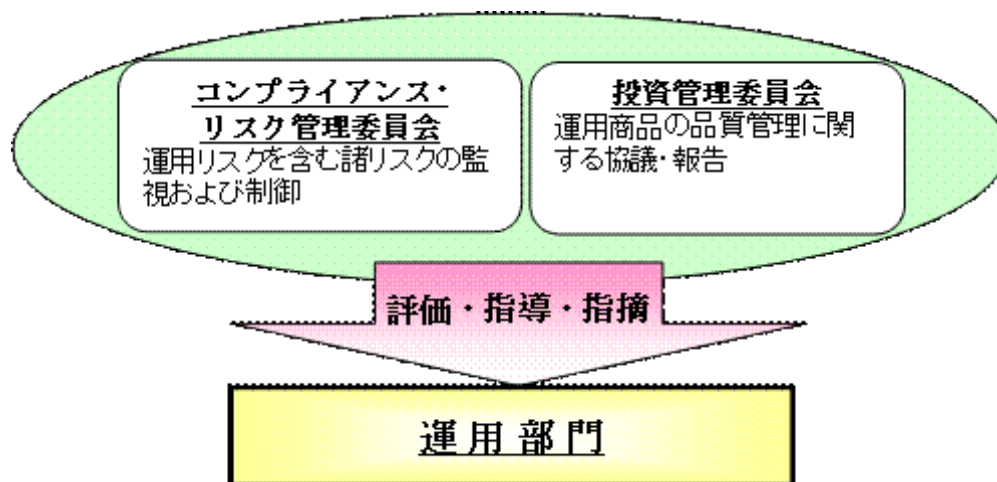 コンプライアンス・
リスク管理委員会
運用リスクを含む諸リスクの監
視および制御
投資管理委員会
運用商品の品質管理に関
する協議・報告
評価・指導・指摘
運用部門